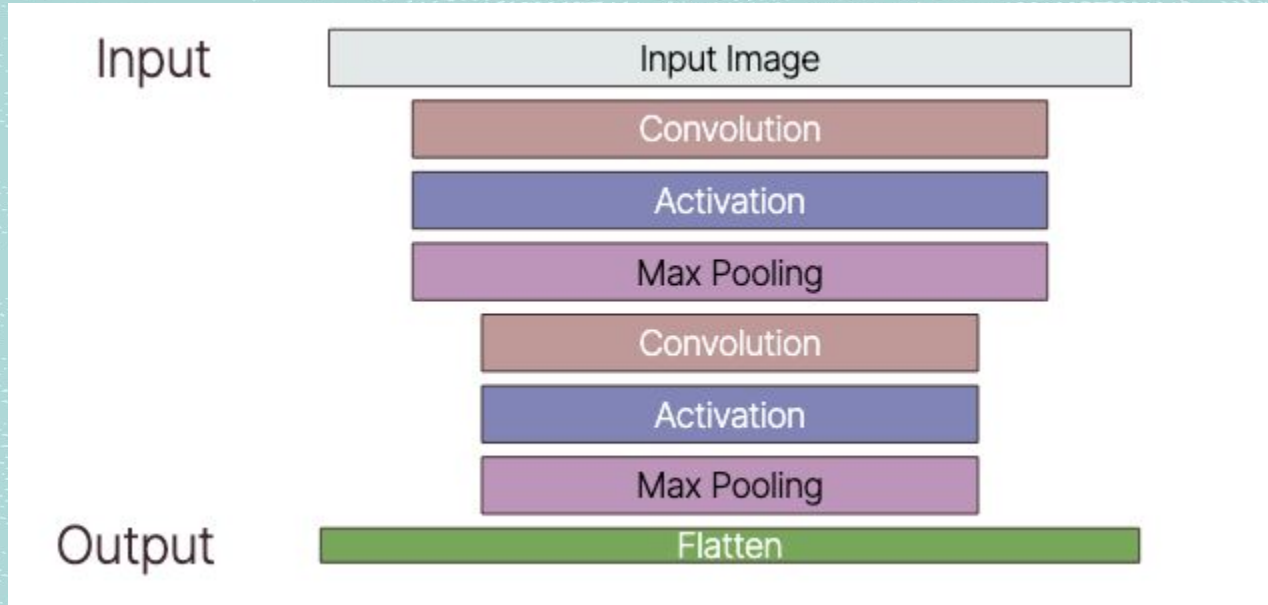 Input
Input Image
Convolution
Activation
Max Pooling
Convolution
Activation
Max Pooling
Output
Flatten